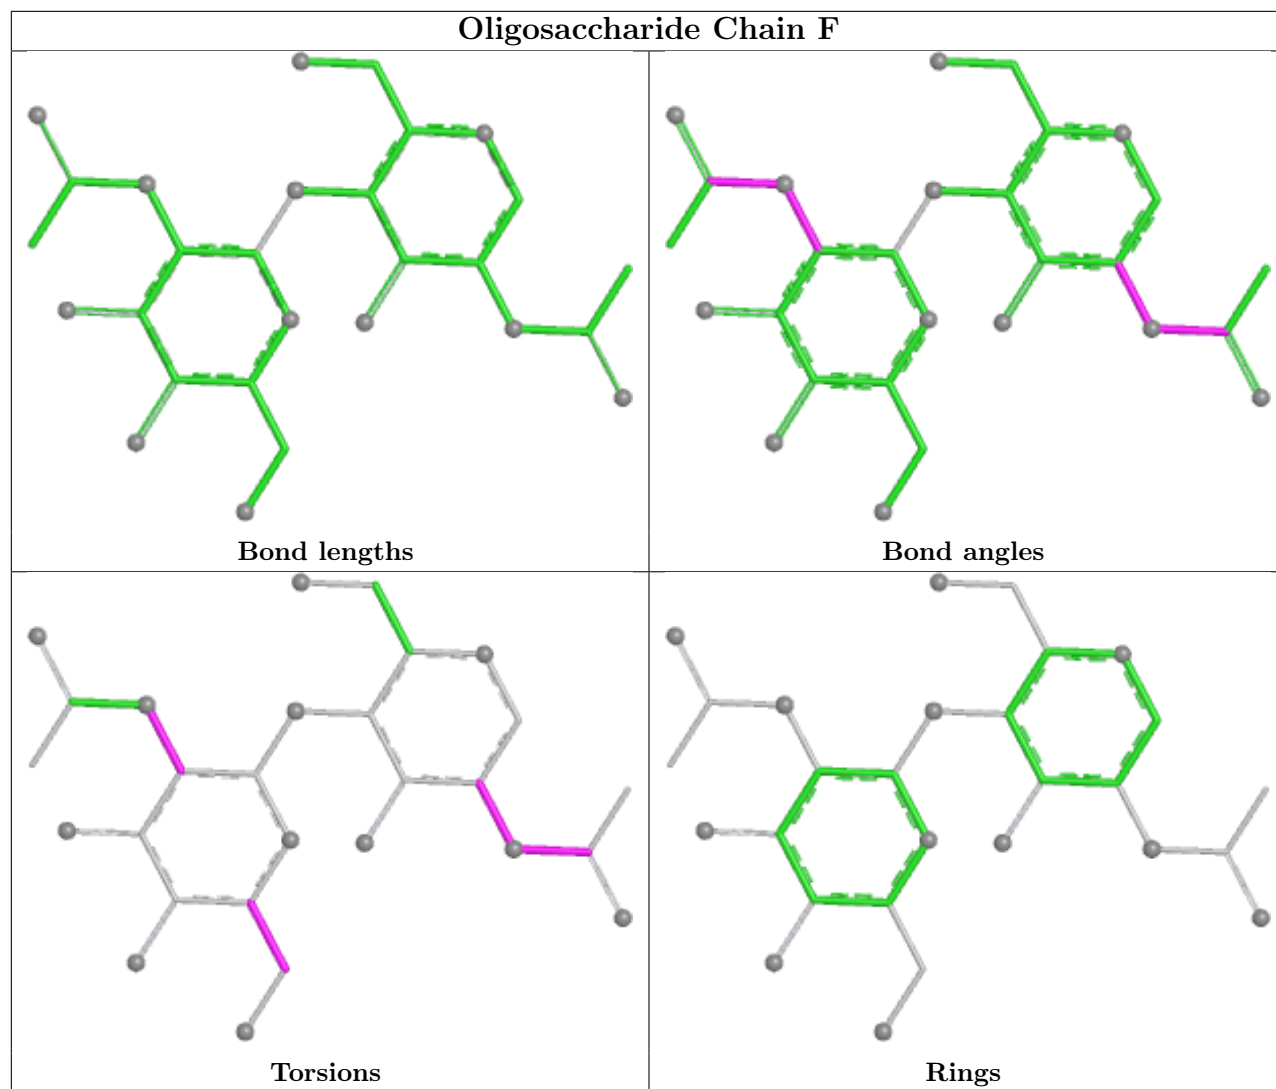 Oligosaccharide Chain F
Bond lengths
Bond angles
Torsions
Rings